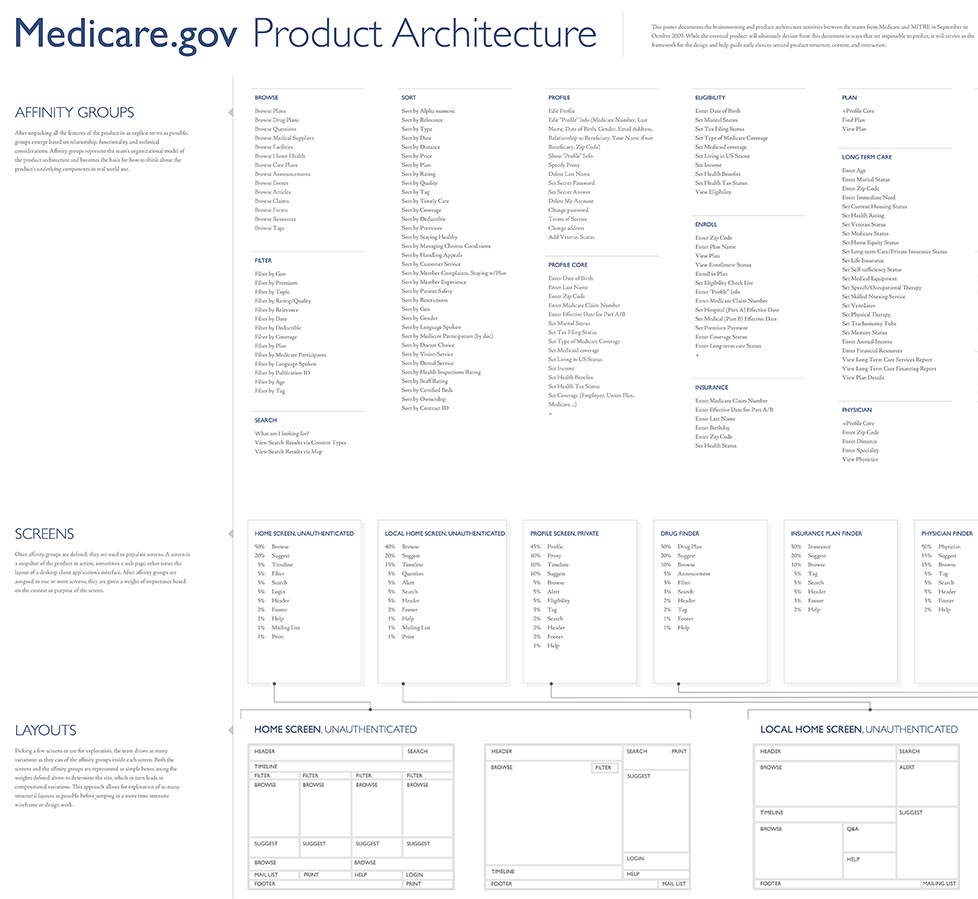 Medicare.gov Product Architecture
This poster documents the brainstorming and product architecture activities between the teams from Medicare and MITRE in September to
October 2009. While the eventual product will ultimately deviate from this document in ways that are impossible to predict, it will service as the
framework for the design and help guide early choices around product structure, content, and interaction.
AFFINITY GROUPS
After unpacking all the features of the product in as explicit terms as possible,
groups emerge based on relationship, functionality, and technical
considerations. Affinity groups represent the team's organizational model of
the product architecture and becomes the basis for how to think about the
product's underlying components in real world use.
BROWSE
Browse Plans
Browse Drug Plans
Browse Questions
Browse Medical Suppliers
Browse Facilities
Browse Home Health
Browse Care Plans
Browse Announcements
Browse Events
Browse Articles
Browse Claims
Browse Forms
Browse Resources
Browse Tags
FILTER
Filter by Geo
Filter by Premium
Filter by Topic
Filter by Rating/Quality
Filter by Relevance
Filter by Date
Filter by Deductible
Filter by Coverage
Filter by Plan
Filter by Medicare Participants
Filter by Language Spoken
Filter by Publication ID
Filter by Age
Filter by Tag
SEARCH
What am I looking for?
View Search Results via Content Types
View Search Results via Map
SORT
Sort by Alpha-numeric
Sort by Relevance
Sort by Type
Sort by Date
Sort by Distance
Sort by Price
Sort by Plan
Sort by Rating
Sort by Quality
Sort by Tag
Sort by Timely Care
Sort by Coverage
Sort by Deductible
Sort by Premium
Sort by Staying Healthy
Sort by Managing Chronic Conditions
Sort by Handling Appeals
Sort by Customer Service
Sort by Member Complaints, Staying w/Plan
Sort by Member Experience
Sort by Patient Safety
Sort by Restrictions
Sort by Geo
Sort by Gender
Sort by Language Spoken
Sort by Medicare Participation (by doc)
Sort by Doctor Choice
Sort by Vision Service
Sort by Dental Service
Sort by Health Inspections Rating
Sort by Staff Rating
Sort by Certified Beds
Sort by Ownership
Sort by Contract ID
PROFILE
Edit Profile
Edit "Profile" Info (Medicare Number, Last
Name, Date of Birth, Gender, Email Address,
Relationship to Beneficiary, Your Name if not
Beneficiary, Zip Code)
Show "Profile" Info
Specify Proxy
Delete Last Name
Set Secret Password
Set Secret Answer
Delete My Account
Change password
Terms of Service
Change address
Add Veteran Status
PROFILE CORE
Enter Date of Birth
Enter Last Name
Enter Zip Code
Enter Medicare Claim Number
Enter Effective Date for Part A/B
Set Marital Status
Set Tax Filing Status
Set Type of Medicare Coverage
Set Medicaid coverage
Set Living in US Status
Set Income
Set Health Benefits
Set Health Tax Status
Set Coverage (Employee, Union Plan,
Medicare...)
+
ELIGIBILITY
Enter Date of Birth
Set Marital Status
Set Tax Filing Status
Set Type of Medicare Coverage
Set Medicaid coverage
Set Living in US Status
Set Income
Set Health Benefits
Set Health Tax Status
View Eligibility
ENROLL
Enter Zip Code
Enter Plan Name
View Plan
View Enrollment Status
Enroll in Plan
Set Eligibility Check List
Enter "Profile" Info
Enter Medicare Claim Number
Set Hospital (Part A) Effective Date
Set Medical (Part B) Effective Date
Set Premium Payment
Enter Coverage Status
Enter Long-term care Status
+
INSURANCE
Enter Medicare Claim Number
Enter Effective Date for Part A/B
Enter Last Name
Enter Birthday
Enter Zip Code
Set Health Status
PLAN
+Profile Core
Find Plan
View Plan
LONG TERM CARE
Enter Age
Enter Marital Status
Enter Zip Code
Enter Immediate Need
Set Current Housing Status
Set Health Rating
Set Veteran Status
Set Medicare Status
Set Home Equity Status
Set Long-term Care/Private Insurance Status
Set Life Insurance
Set Self-sufficiency Status
Set Medical Equipment
Set Speech/Occupational Therapy
Set Skilled Nursing Service
Set Ventilator
Set Physical Therapy
Set Tracheotomy Tube
Set Memory Status
Enter Annual Income
Enter Financial Resources
View Long Term Care Services Report
View Long Term Care Financing Report
View Plan Details
PHYSICIAN
+Profile Core
Enter Zip Code
Enter Distance
Enter Speciality
View Physician
SCREENS
Once affinity groups are defined, they are used to populate screens. A screen is
a snapshot of the product in action, sometimes a web page, other times the
layout of a desktop client application's interface. After affinity groups are
assigned to one or more screens, they are given a weight of importance based
on the context or purpose of the screen.
HOME SCREEN, UNAUTHENTICATED
50% Browse
20% Suggest
5% Timeline
5% Filter
5% Search
5% Login
5% Header
2% Footer
1% Help
1% Mailing List
1% Print
LOCAL HOME SCREEN, UNAUTHENTICATED
40% Browse
20% Suggest
15% Timeline
5% Question
5% Alert
5% Search
5% Header
2% Footer
1% Help
1% Mailing List
1% Print
PROFILE SCREEN, PRIVATE
45% Profile
10% Proxy
10% Timeline
10% Suggest
5% Browse
5% Alert
5% Eligibility
3% Tag
2% Search
2% Header
2% Footer
1% Help
DRUG FINDER
50% Drug Plan
20% Suggest
10% Browse
5% Announcement
3% Filter
3% Search
2% Header
2% Tag
1% Footer
1% Help
INSURANCE PLAN FINDER
50% Insurance
20% Suggest
10% Browse
5% Tag
5% Search
5% Header
3% Footer
2% Help
PHYSICIAN FINDER
50% Physician
15% Suggest
15% Browse
5% Tag
5% Search
5% Header
3% Footer
2% Help
LAYOUTS
Picking a few screens to use for exploration, the team draws as many
variations as they can of the affinity groups inside each screen. Both the
screens and the affinity groups are represented as simple boxes, using the
weights defined above to determine the size, which in turn leads to
compositional variations. This approach allows for exploration of as many
structural layouts as possible before jumping in a more time intensive
wireframe or design work.
HOME SCREEN, UNAUTHENTICATED
HEADER SEARCH
TIMELINE
FILTER FILTER FILTER FILTER
BROWSE BROWSE BROWSE BROWSE
SUGGEST SUGGEST SUGGEST SUGGEST
BROWSE BROWSE
MAIL LIST PRINT HELP LOGIN
FOOTER PRINT
HEADER SEARCH PRINT
BROWSE FILTER
SUGGEST
LOGIN
TIMELINE HELP
FOOTER MAIL LIST
LOCAL HOME SCREEN, UNAUTHENTICATED
HEADER SEARCH
BROWSE ALERT
TIMELINE SUGGEST
BROWSE Q&A
HELP
FOOTER MAILING LIST